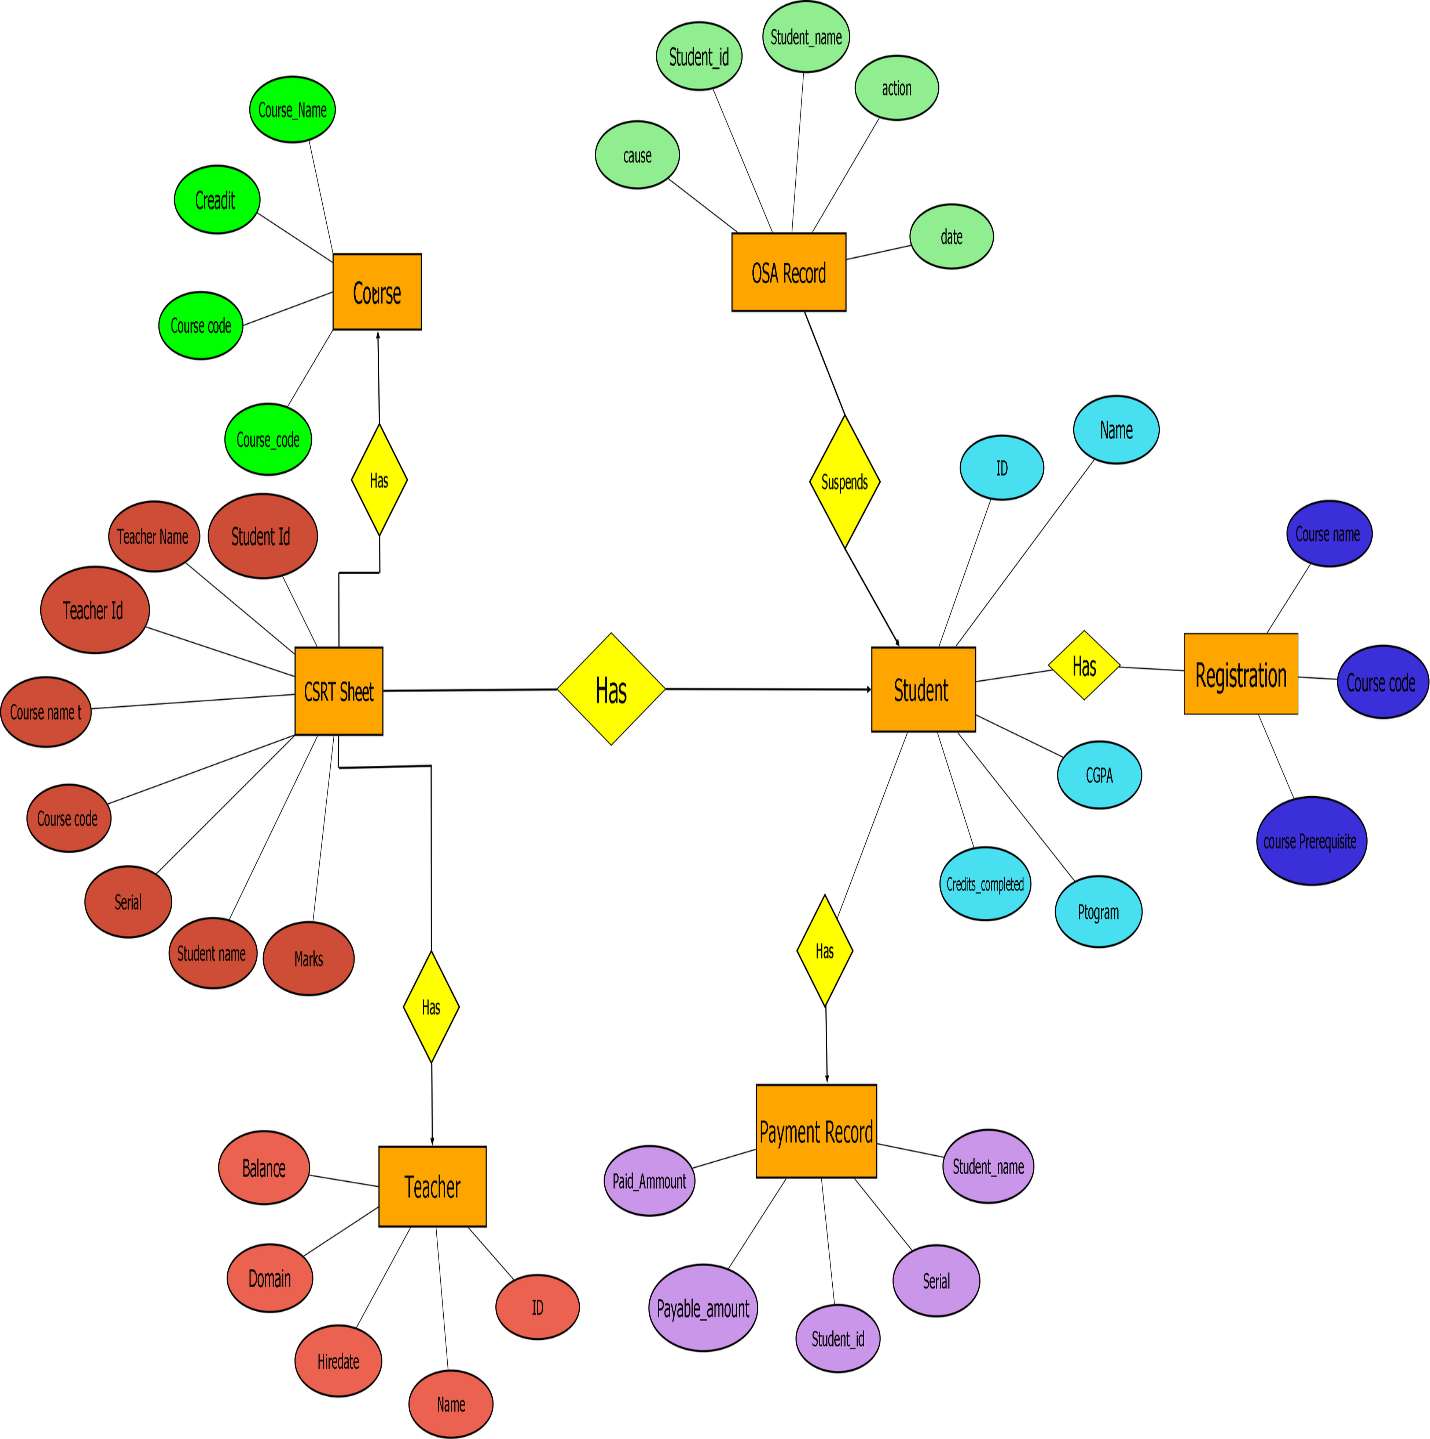 Student_name
Student_id
action
Course_Name
cause
Creadit
date
OSA Record
Course
Course code
Name
Course_code
ID
Has
Suspends
Student Id
Teacher Name
Course name
Teacher Id
Has
Registration
Course code
CSRT Sheet
Has
Student
Course name t
CGPA
Course code
course Prerequisite
Credits_completed
Serial
Ptogram
Student name
Marks
Has
Has
Payment Record
Balance
Student_name
Paid_Ammount
Teacher
Domain
Serial
ID
Payable_amount
Student_id
Hiredate
Name